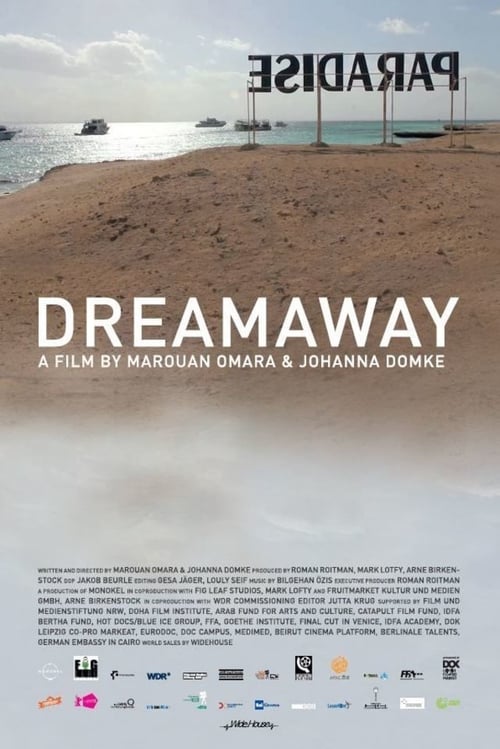 PARADISE
DREAMAWAY
A FILM BY MAROUAN OMARA & JOHANNA DOMKE
WRITTEN AND DIRECTED BY MAROUAN OMARA & JOHANNA DOMKE PRODUCED BY ROMAN ROITMAN, MARK LOTFY, ARNE BIRKEN-
STOCK DOP JAKOB BEURLE EDITING GESA JÄGER, LOULY SEIF MUSIC BY BILGEHAN ÖZIS EXECUTIVE PRODUCER ROMAN ROITMAN
A PRODUCTION OF MONOKEL IN COPRODUCTION WITH FIG LEAF STUDIOS, MARK LOTFY AND FRUITMARKET KULTUR UND MEDIEN
GMBH, ARNE BIRKENSTOCK IN COPRODUCTION WITH WDR COMMISSIONING EDITOR JUTTA KRUG SUPPORTED BY FILM UND
MEDIENSTIFTUNG NRW, DOHA FILM INSTITUTE, ARAB FUND FOR ARTS AND CULTURE, CATAPULT FILM FUND, IDFA
BERTHA FUND, HOT DOCS/BLUE ICE GROUP, FFA, GOETHE INSTITUTE, FINAL CUT IN VENICE, IDFA ACADEMY, DOK
LEIPZIG CO-PRO MARKEAT, EURODOC, DOC CAMPUS, MEDIMED, BEIRUT CINEMA PLATFORM, BERLINALE TALENTS,
GERMAN EMBASSY IN CAIRO WORLD SALES BY WIDEHOUSE
WDR
FFA
WideHouse